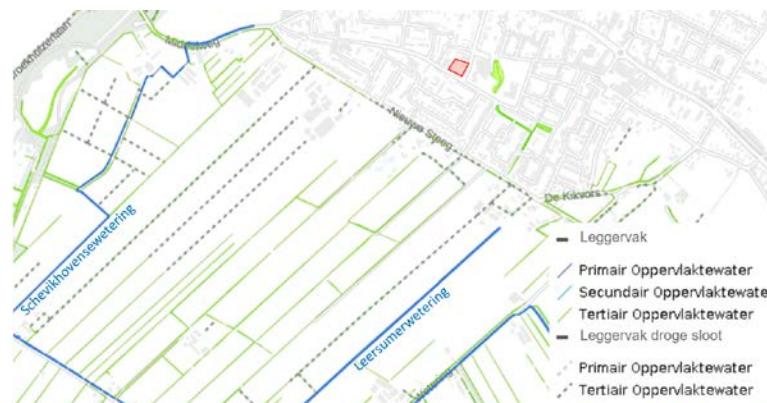 Middelweg
Nieuwe Steeg
De Kikvors
Schevikhovensewetering
Leersumerwetering
Leggervak
Primair Oppervlaktewater
Secundair Oppervlaktewate
Tertiair Oppervlaktewater
Leggervak droge sloot
Primair Oppervlaktewater
Tertiair Oppervlaktewater